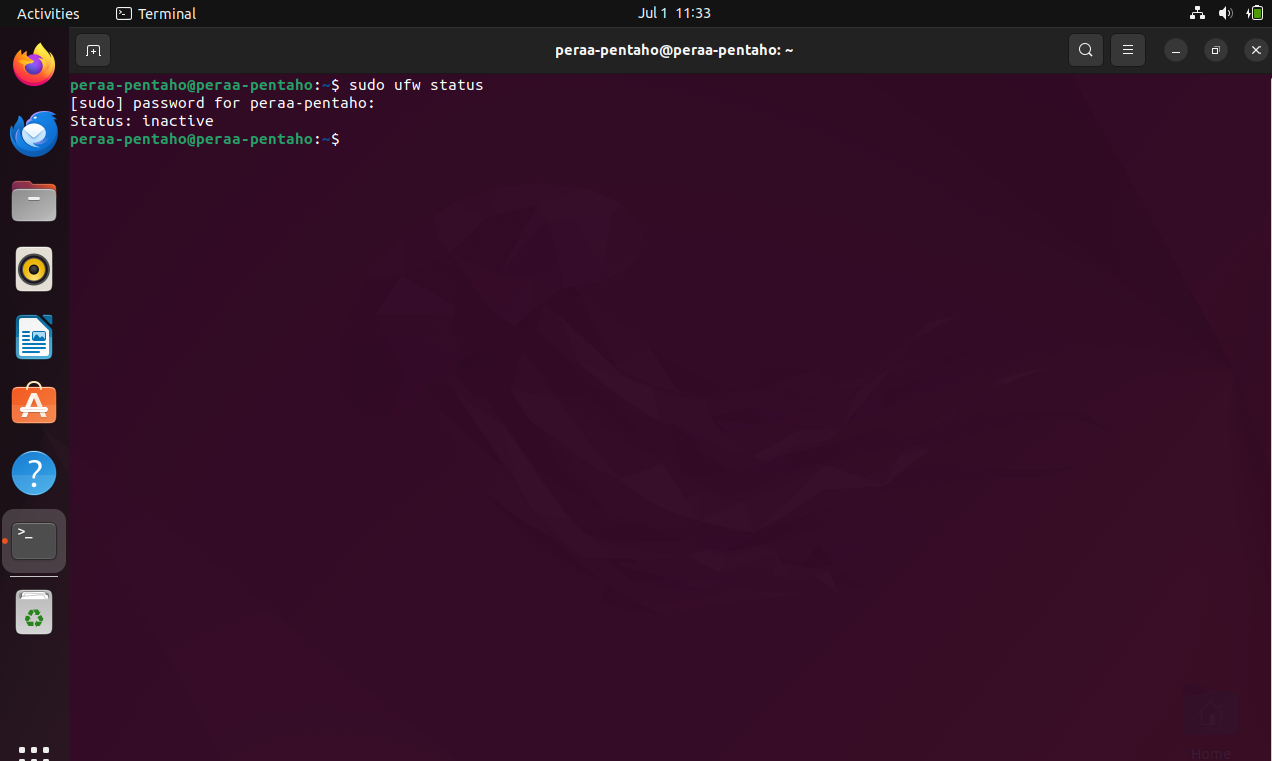 Activities
Terminal
Jul 1 11:33
peraa-pentaho@peraa-pentaho: ~
peraa-pentaho@peraa-pentaho:~$ sudo ufw status
[sudo] password for peraa-pentaho:
Status: inactive
peraa-pentaho@peraa-pentaho:~$
Home